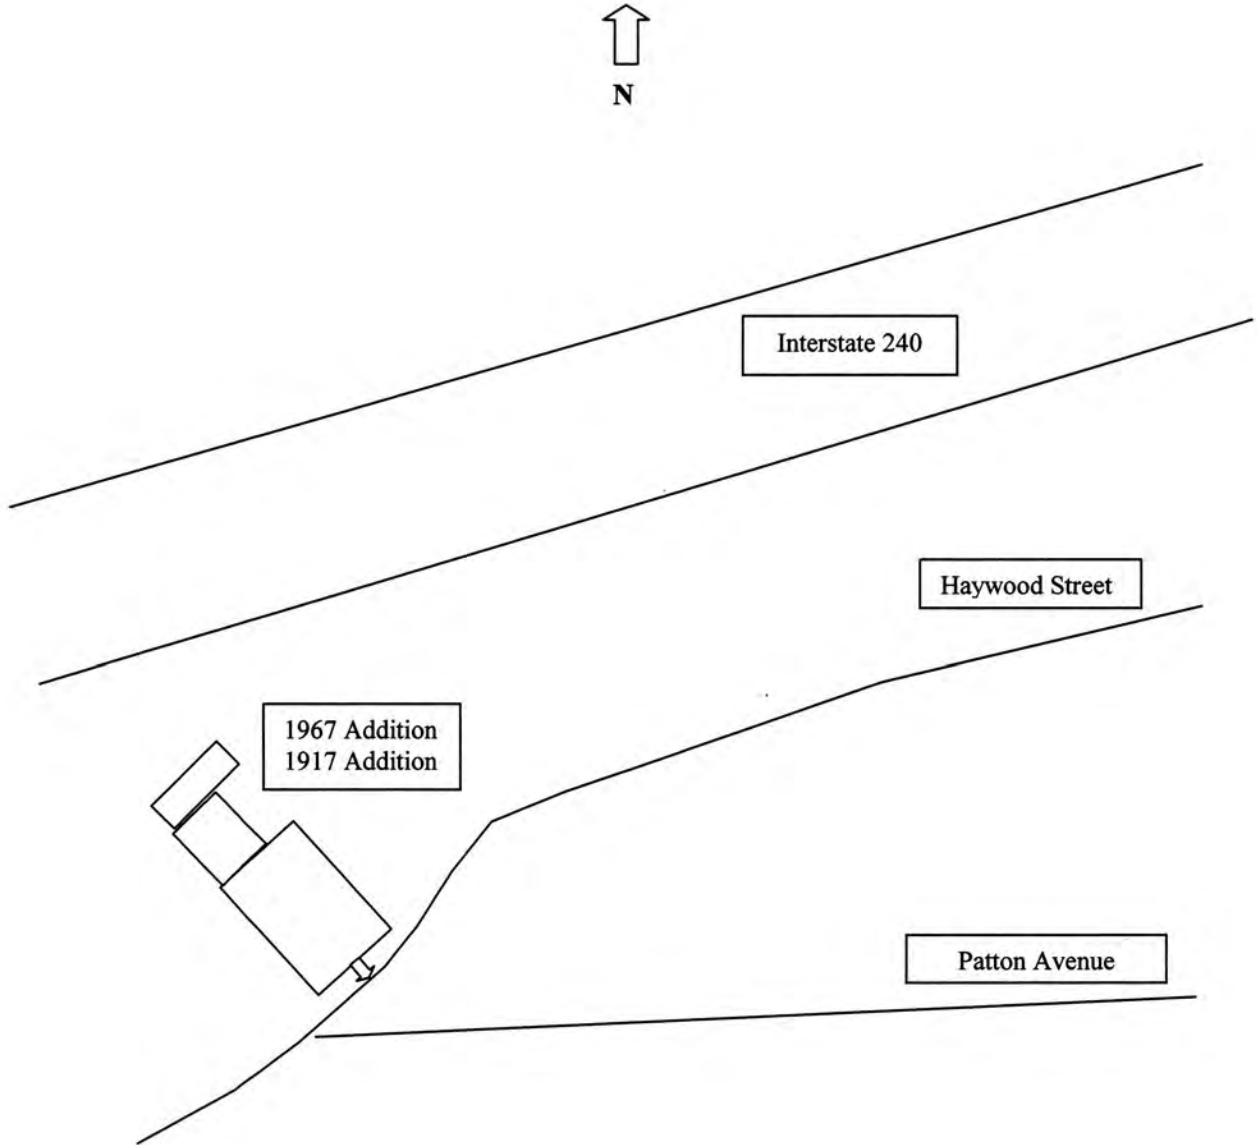 N
Interstate 240
Haywood Street
1967 Addition
1917 Addition
Patton Avenue